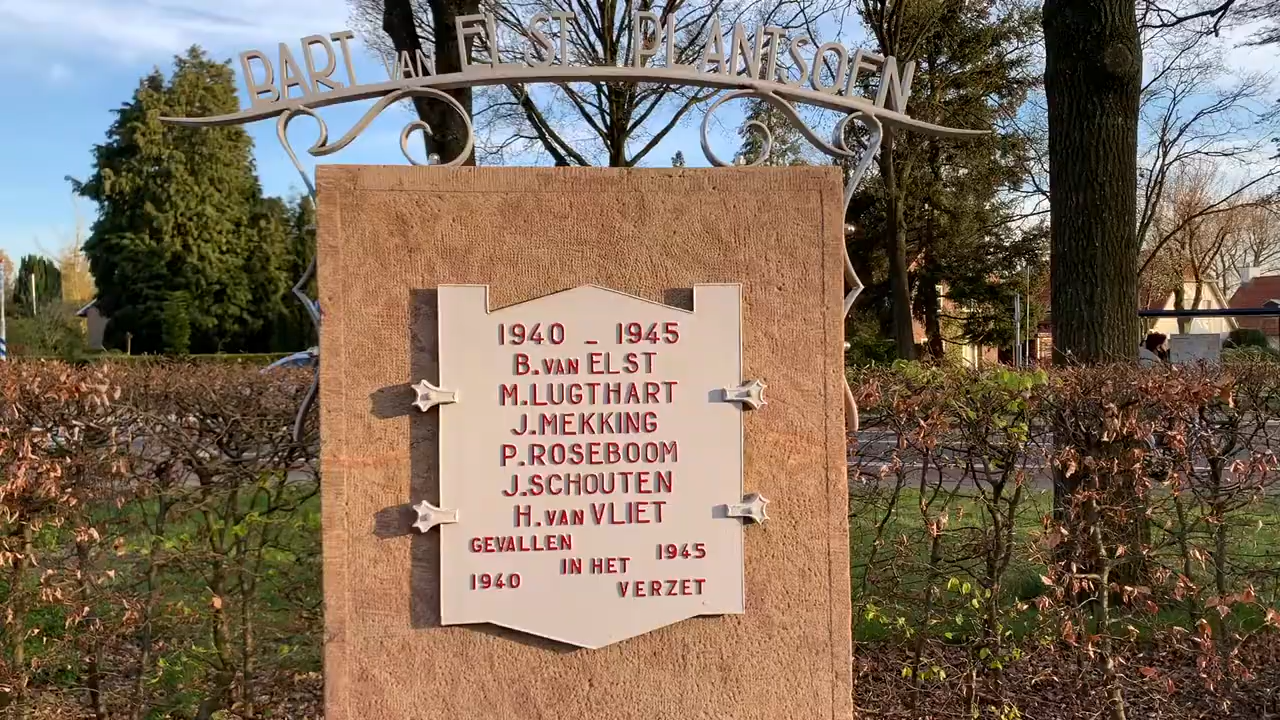 BART VAN ELST PLANTSOEN
1940 - 1945
B. VAN ELST
M. LUGTHART
J. MEKKING
P. ROSEBOOM
J. SCHOUTEN
H. VAN VLIET
GEVALLEN
IN HET 1945
1940 VERZET